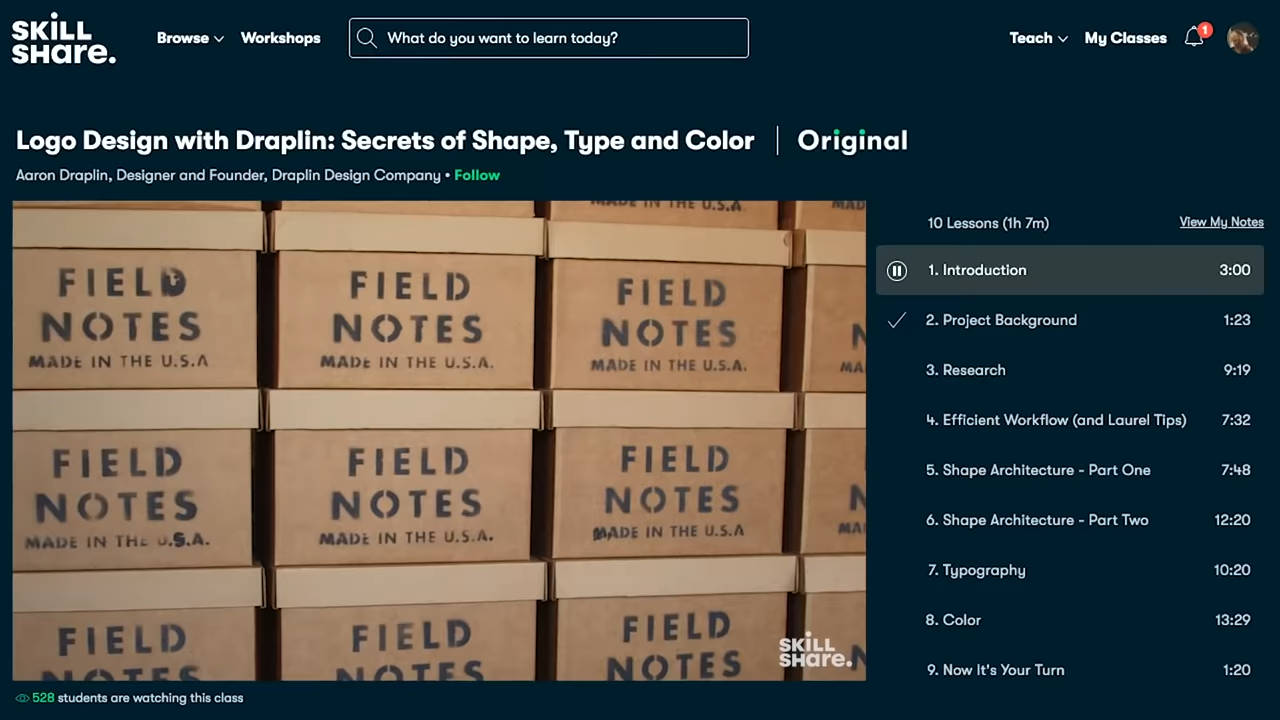 SKILL
SHare.
Browse
Workshops
What do you want to learn today?
Teach
My Classes
1
Logo Design with Draplin: Secrets of Shape, Type and Color | Original
Aaron Draplin, Designer and Founder, Draplin Design Company • Follow
MADE IN THE U.S.A.
MAD
FIELD
NOTES
MADE IN THE U.S.A
FIELD
NOTES
MADE IN THE U.S.A.
FIELD
NOTES
MADE IN THE U.S.A.
N
MA
FIELD
NOTES
MADE IN THE U.S.A.
FIELD
NOTES
MADE IN THE U.S.A.
FIELD
NOTES
MADE IN THE U.S.A
N
MA
FIELD
NOTES
FIELD
NOTES
FIELD
NOTES
N
SKILL
SHare.
528 students are watching this class
10 Lessons (1h 7m)
View My Notes
1. Introduction 3:00
2. Project Background 1:23
3. Research 9:19
4. Efficient Workflow (and Laurel Tips) 7:32
5. Shape Architecture - Part One 7:48
6. Shape Architecture - Part Two 12:20
7. Typography 10:20
8. Color 13:29
9. Now It's Your Turn 1:20